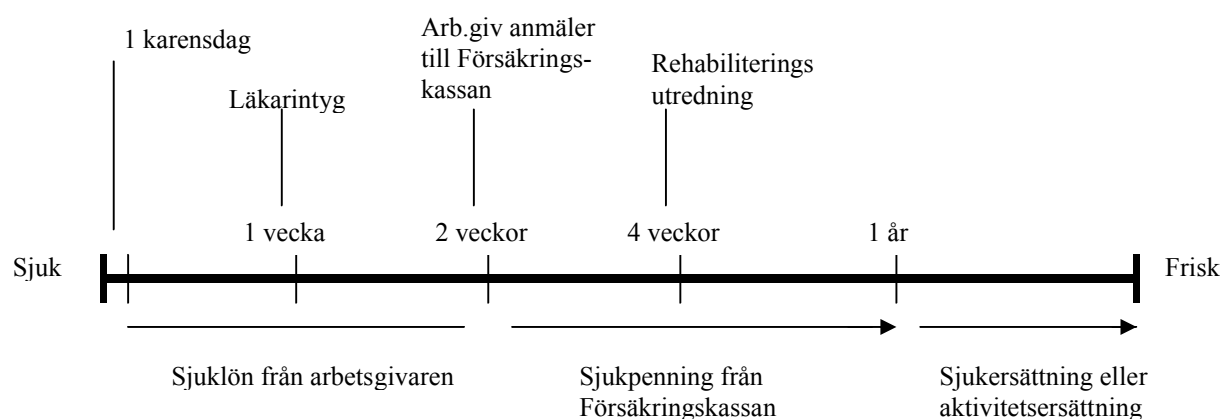 1 karensdag
Arb.giv anmäler
till Försäkrings-
kassan
Läkarintyg
Rehabiliterings
utredning
1 vecka
2 veckor
4 veckor
1 år
Sjuk
Frisk
Sjuklön från arbetsgivaren
Sjukpenning från
Försäkringskassan
Sjukersättning eller
aktivitetsersättning